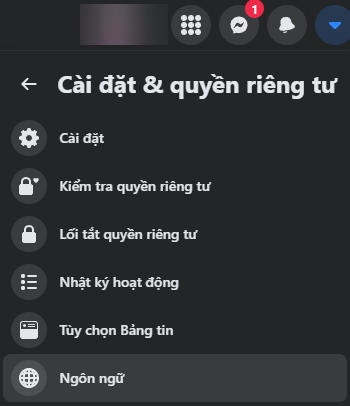 1
Cài đặt & quyền riêng tư
Cài đặt
Kiểm tra quyền riêng tư
Lối tắt quyền riêng tư
Nhật ký hoạt động
Tùy chọn Bảng tin
Ngôn ngữ